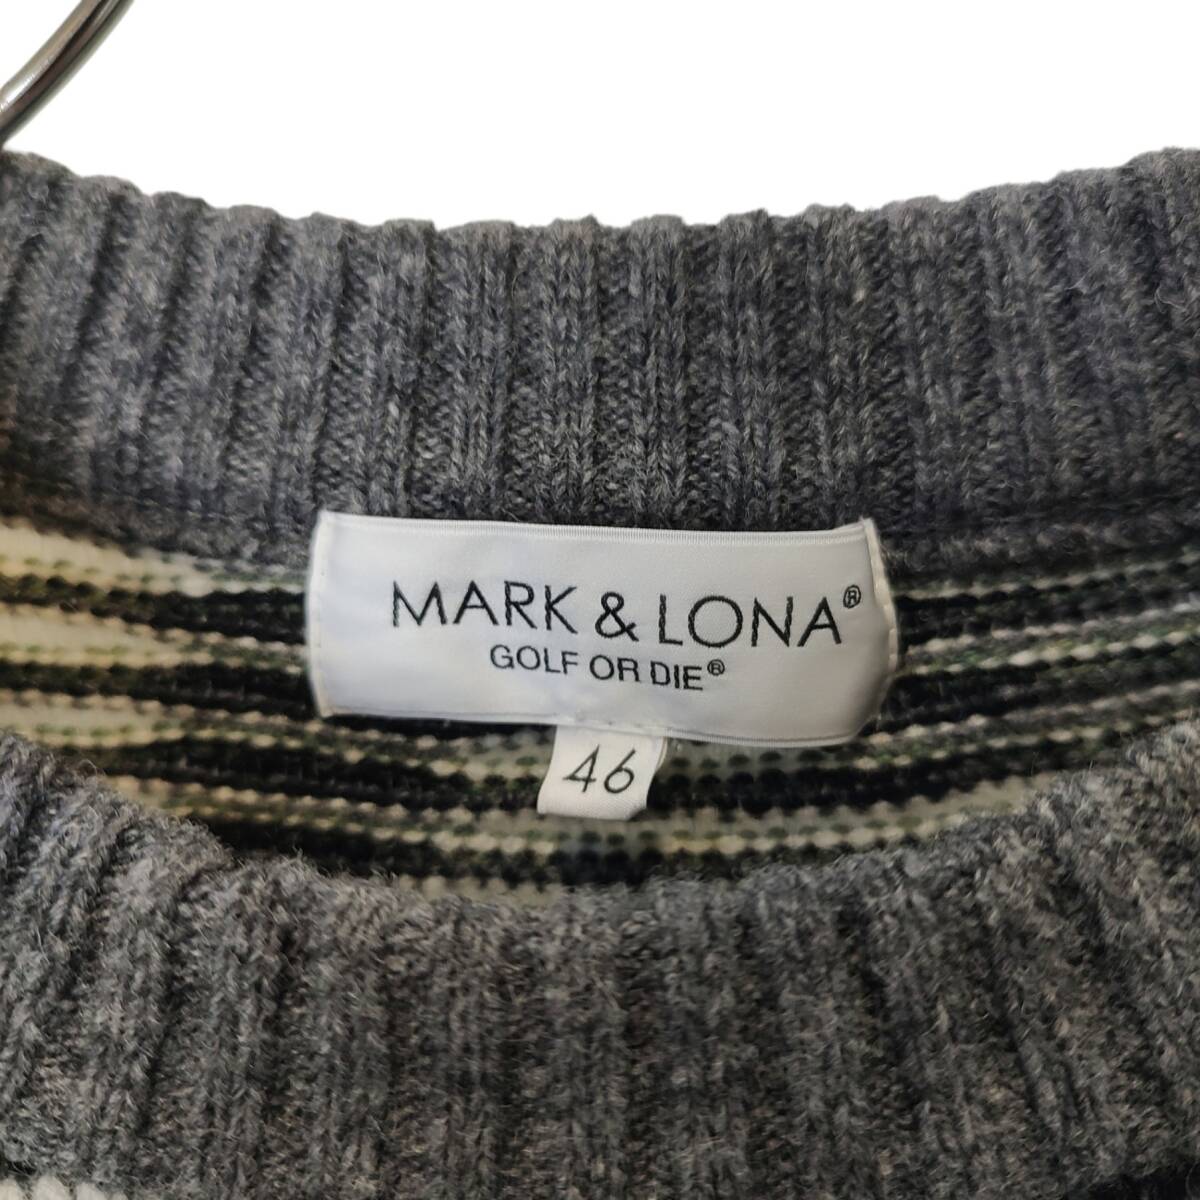 MARK & LONA®
GOLF OR DIE®
46